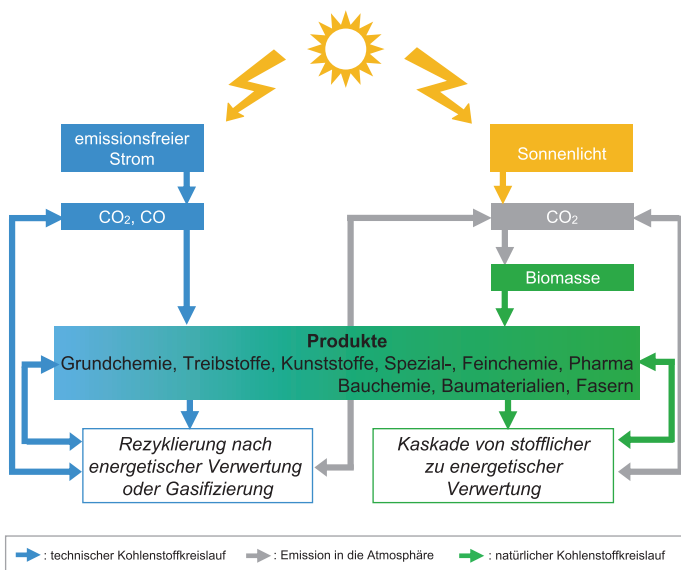 emissionsfreier
Strom
Sonnenlicht
CO₂, CO
CO₂
Biomasse
Produkte
Grundchemie, Treibstoffe, Kunststoffe, Spezial-, Feinchemie, Pharma
Bauchemie, Baumaterialien, Fasern
Rezyklierung nach
energetischer Verwertung
oder Gasifizierung
Kaskade von stofflicher
zu energetischer
Verwertung
: technischer Kohlenstoffkreislauf
: Emission in die Atmosphäre
: natürlicher Kohlenstoffkreislauf